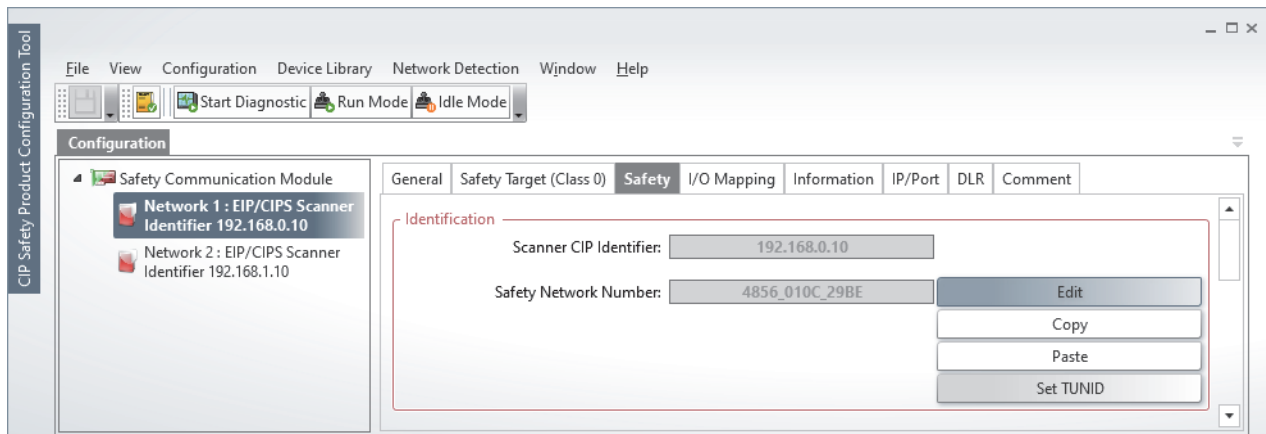 CIP Safety Product Configuration Tool
File View Configuration Device Library Network Detection Window Help
Start Diagnostic Run Mode Idle Mode
Configuration
Safety Communication Module
Network 1 : EIP/CIPS Scanner
Identifier 192.168.0.10
Network 2 : EIP/CIPS Scanner
Identifier 192.168.1.10
General Safety Target (Class 0) Safety I/O Mapping Information IP/Port DLR Comment
Identification
Scanner CIP Identifier: 192.168.0.10
Safety Network Number: 4856_010C_29BE Edit
Copy
Paste
Set TUNID